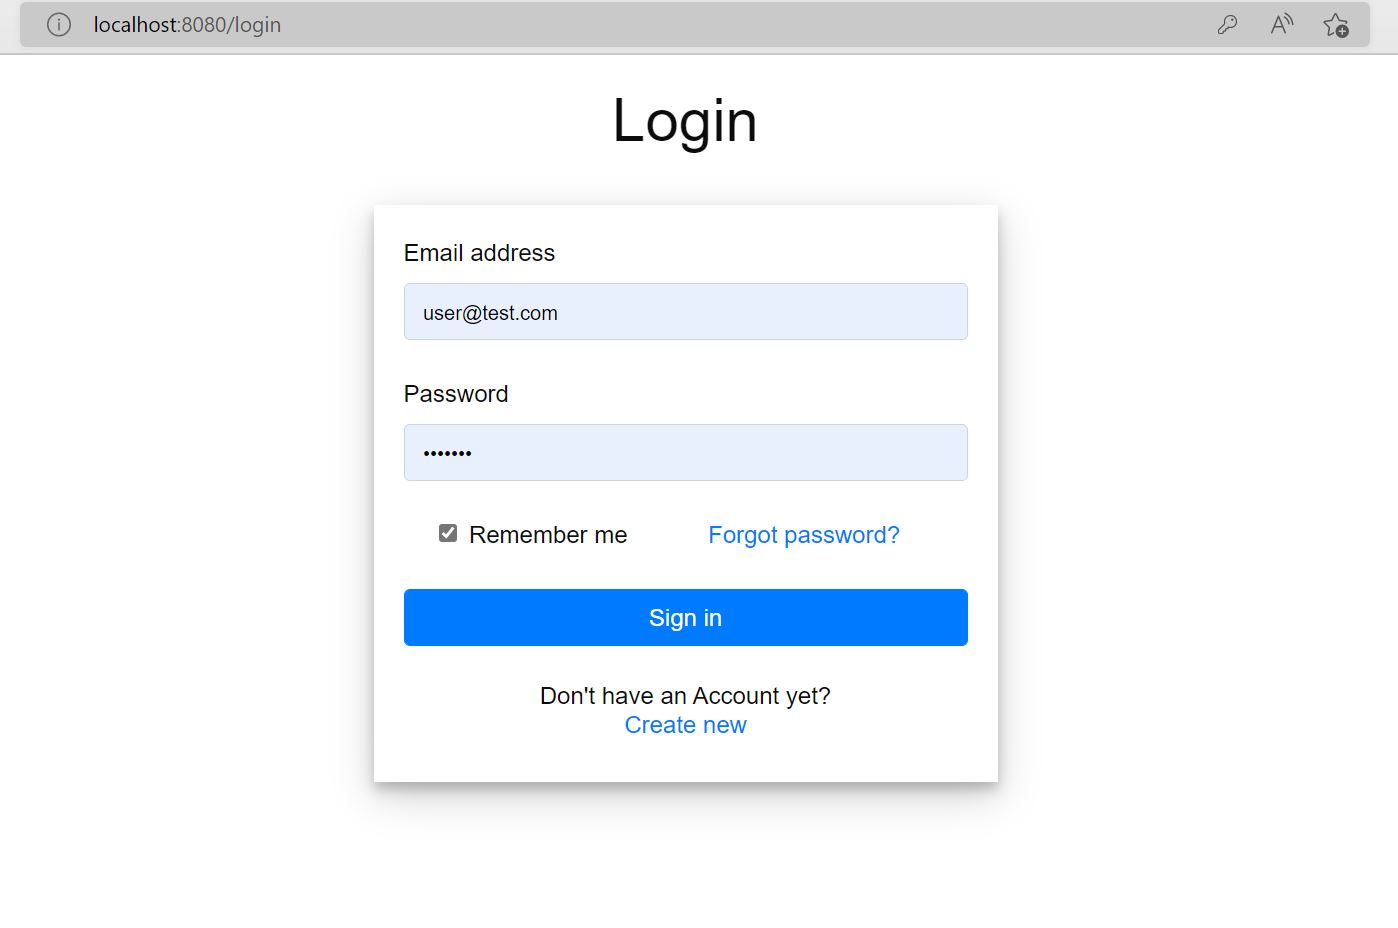 localhost:8080/login
Login
Email address
user@test.com
Password
•••••••
Remember me
Forgot password?
Sign in
Don't have an Account yet?
Create new